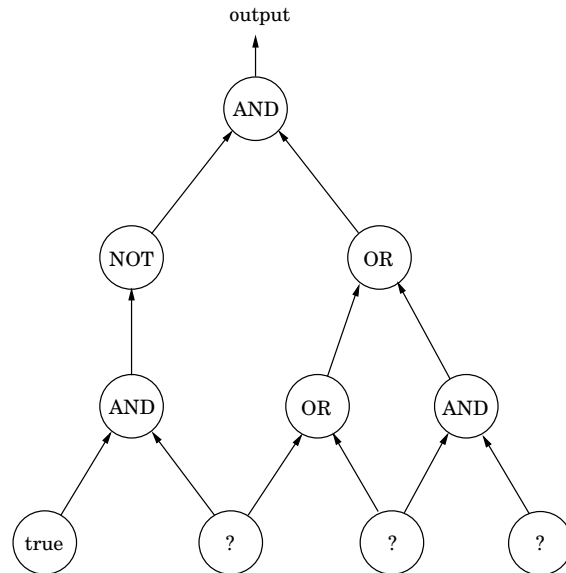 output
AND
NOT OR
AND OR AND
true ? ? ?